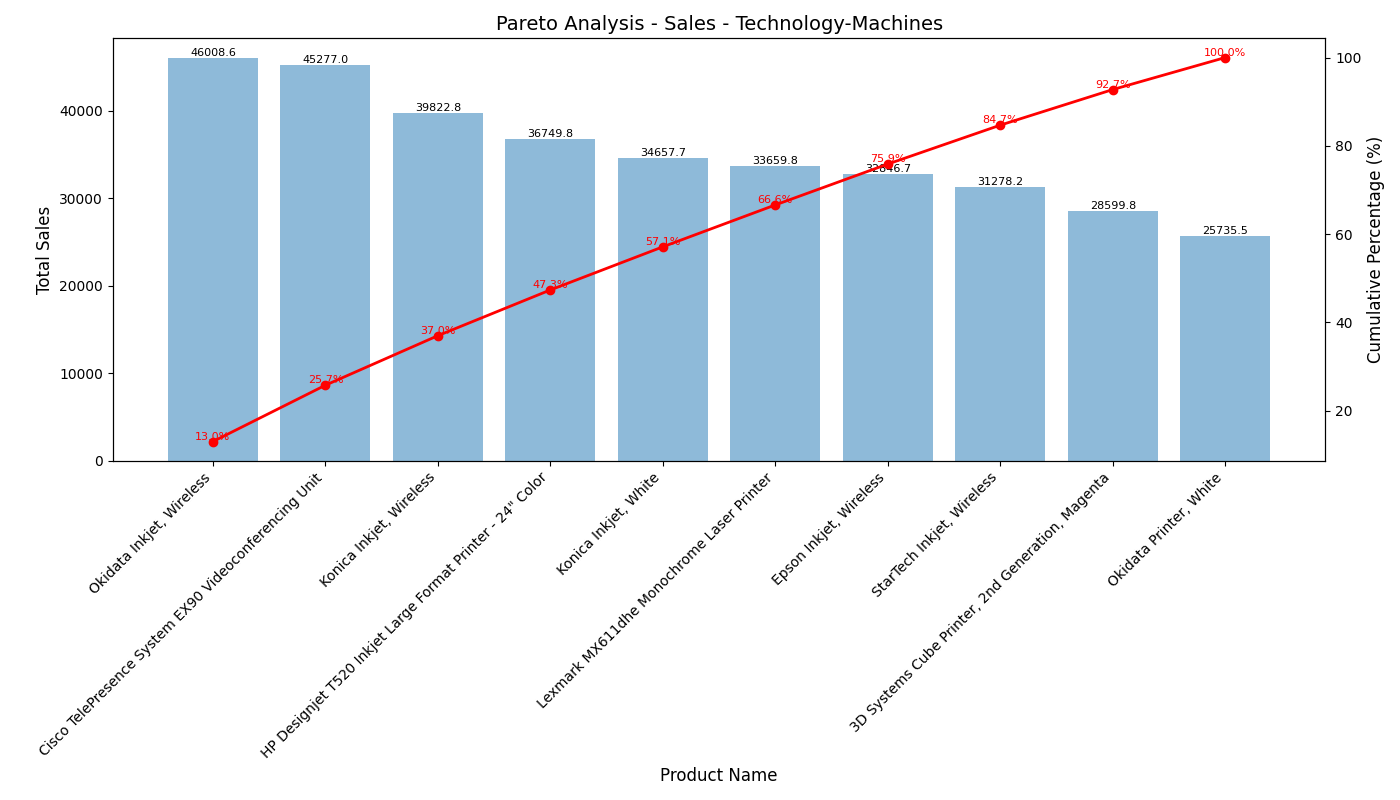 Pareto Analysis - Sales - Technology-Machines
Total Sales
40000
30000
20000
10000
0
46008.6
45277.0
39822.8
36749.8
34657.7
33659.8
32846.7
31278.2
28599.8
25735.5
13.0%
25.7%
37.0%
47.3%
57.1%
66.6%
75.9%
84.7%
92.7%
100.0%
100
80
60
40
20
Cumulative Percentage (%)
Okidata Inkjet, Wireless
Cisco TelePresence System EX90 Videoconferencing Unit
Konica Inkjet, Wireless
HP Designjet T520 Inkjet Large Format Printer - 24" Color
Konica Inkjet, White
Lexmark MX611dhe Monochrome Laser Printer
Epson Inkjet, Wireless
StarTech Inkjet, Wireless
3D Systems Cube Printer, 2nd Generation, Magenta
Okidata Printer, White
Product Name